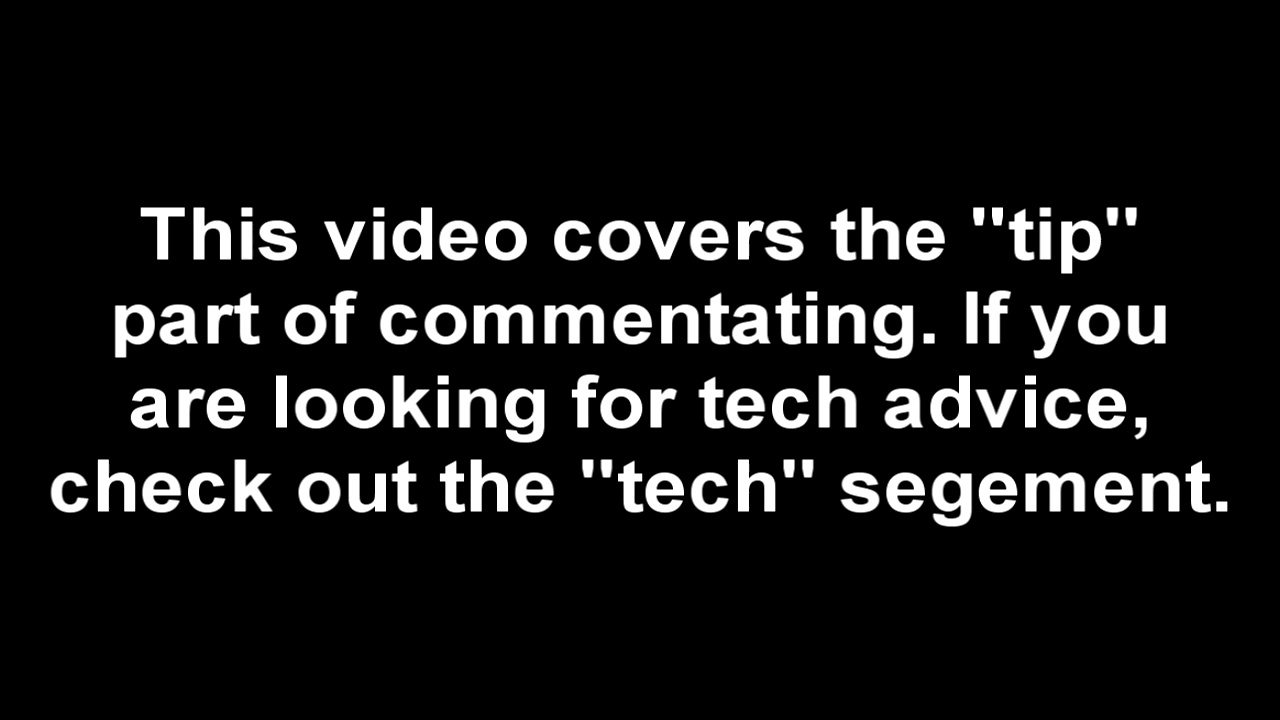 This video covers the "tip"
part of commentating. If you
are looking for tech advice,
check out the "tech" segement.